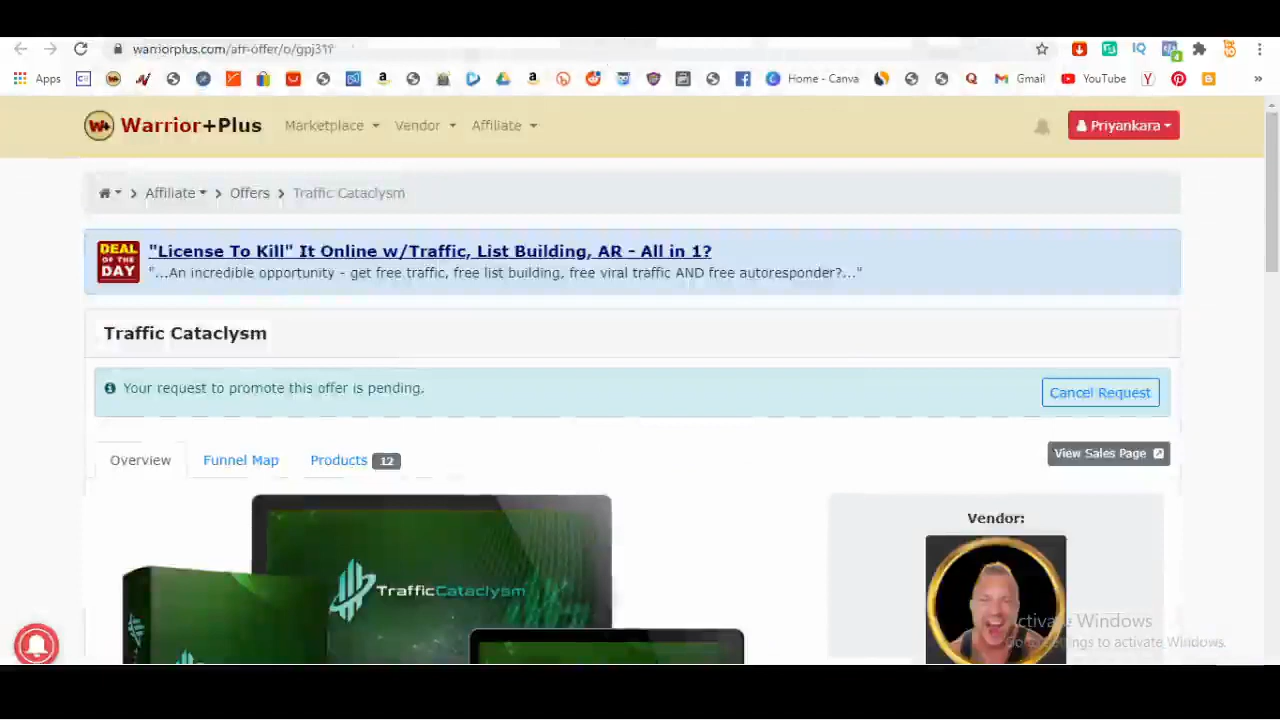 warriorplus.com/aff-offer/o/gpj31f
Apps
Home - Canva
Gmail
YouTube
»
Warrior+Plus
Marketplace
Vendor
Affiliate
Priyankara
Affiliate
Offers
Traffic Cataclysm
DEAL OF THE DAY
"License To Kill" It Online w/Traffic, List Building, AR - All in 1?
"...An incredible opportunity - get free traffic, free list building, free viral traffic AND free autoresponder?..."
Traffic Cataclysm
Your request to promote this offer is pending.
Cancel Request
Overview
Funnel Map
Products 12
View Sales Page
Vendor:
TrafficCataclysm
Activate Windows
Go to Settings to activate Windows.